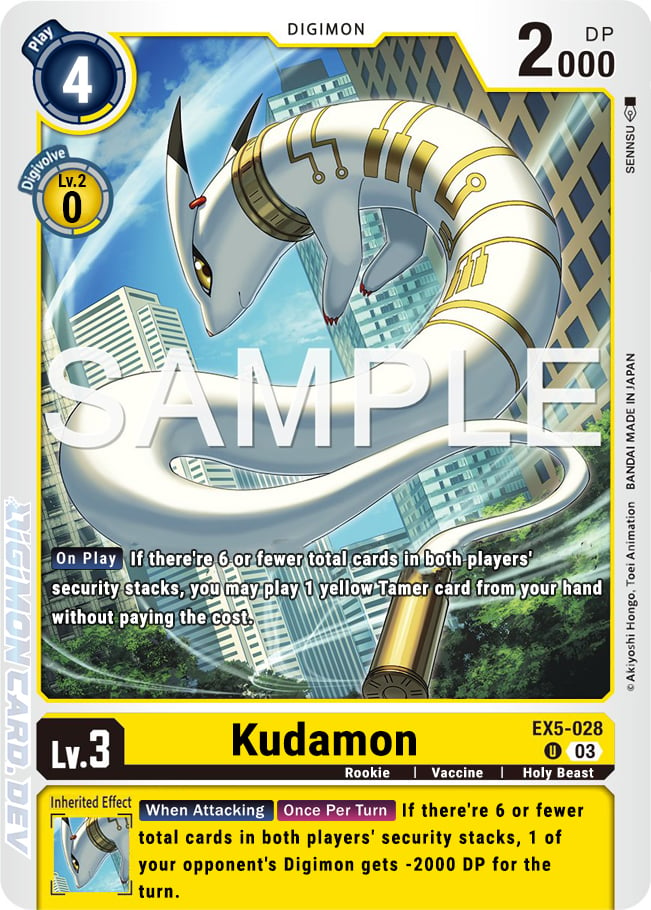 DIGIMON
Play
4
DP
2000
Digivolve
Lv.2
0
SENNSU
SAMPLE
On Play If there're 6 or fewer total cards in both players'
security stacks, you may play 1 yellow Tamer card from your hand
without paying the cost.
© Akiyoshi Hongo, Toei Animation BANDAI MADE IN JAPAN
DIGIMONCARD.DEV
Lv.3
Kudamon
EX5-028
U 03
Rookie | Vaccine | Holy Beast
Inherited Effect
When Attacking Once Per Turn If there're 6 or fewer
total cards in both players' security stacks, 1 of
your opponent's Digimon gets -2000 DP for the
turn.